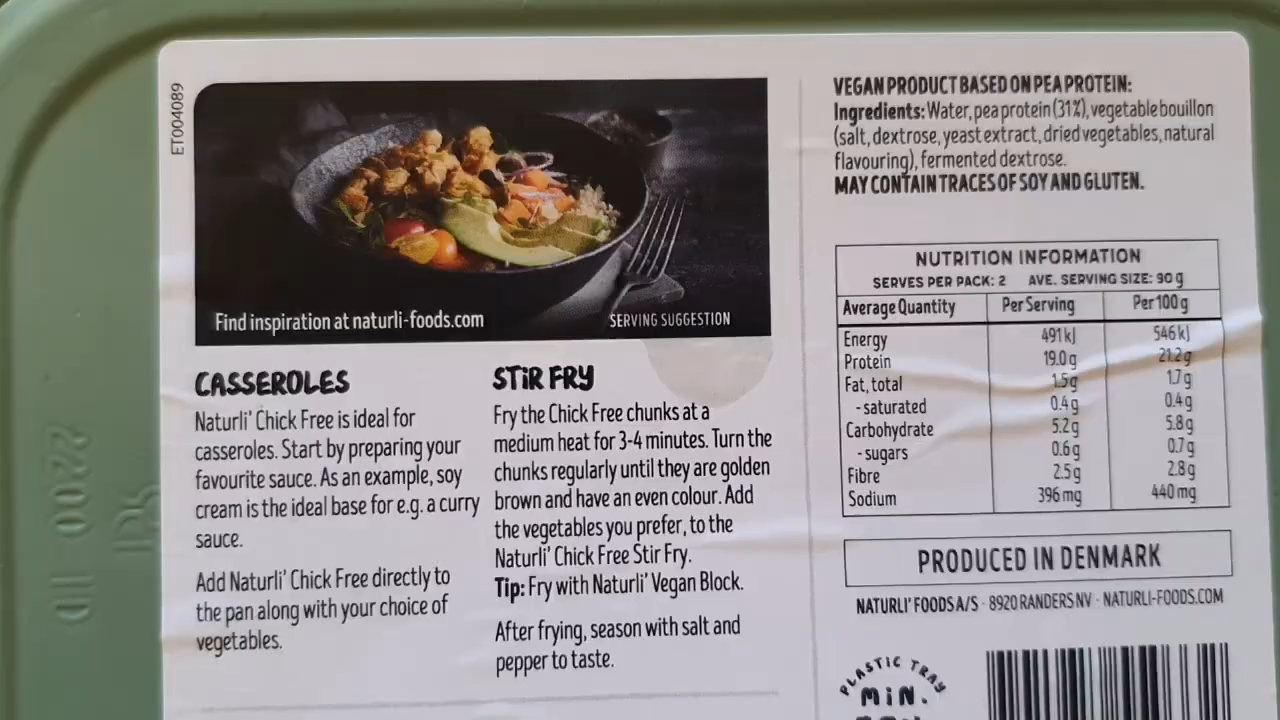 ET004089
Find inspiration at naturli-foods.com
SERVING SUGGESTION
CASSEROLES
Naturli' Chick Free is ideal for
casseroles. Start by preparing your
favourite sauce. As an example, soy
cream is the ideal base for e.g. a curry
sauce.
Add Naturli' Chick Free directly to
the pan along with your choice of
vegetables.
STIR FRY
Fry the Chick Free chunks at a
medium heat for 3-4 minutes. Turn the
chunks regularly until they are golden
brown and have an even colour. Add
the vegetables you prefer, to the
Naturli' Chick Free Stir Fry.
Tip: Fry with Naturli' Vegan Block.
After frying, season with salt and
pepper to taste.
VEGAN PRODUCT BASED ON PEA PROTEIN:
Ingredients: Water, pea protein (31%), vegetable bouillon
(salt, dextrose, yeast extract, dried vegetables, natural
flavouring), fermented dextrose.
MAY CONTAIN TRACES OF SOY AND GLUTEN.
NUTRITION INFORMATION
SERVES PER PACK: 2 AVE. SERVING SIZE: 90 g
Average Quantity Per Serving Per 100 g
Energy 491 kJ 546 kJ
Protein 19.0 g 21.2 g
Fat, total 1.5 g 1.7 g
- saturated 0.4 g 0.4 g
Carbohydrate 5.2 g 5.8 g
- sugars 0.6 g 0.7 g
Fibre 2.5 g 2.8 g
Sodium 396 mg 440 mg
PRODUCED IN DENMARK
NATURLI' FOODS A/S · 8920 RANDERS NV · NATURLI-FOODS.COM
PLASTIC TRAY
MIN.